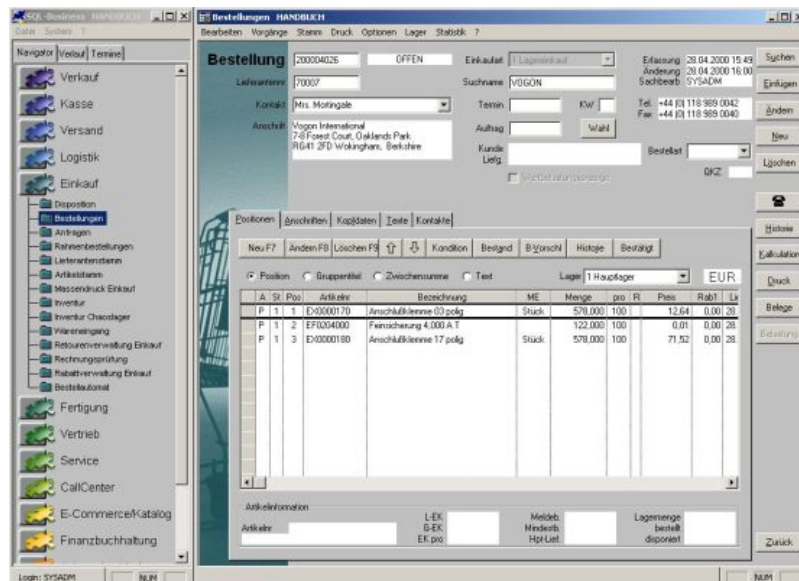 SQL-Business HANDBUCH
Datei System ?
Navigator Verlauf Termine
Verkauf
Kasse
Versand
Logistik
Einkauf
Disposition
Bestellungen
Anfragen
Rahmenbestellungen
Lieferantenstamm
Artikelstamm
Massendruck Einkauf
Inventur
Inventur Chaoslager
Wareneingang
Retourenverwaltung Einkauf
Rechnungsprüfung
Rabattverwaltung Einkauf
Bestellautomat
Fertigung
Vertrieb
Service
CallCenter
E-Commerce/Katalog
Finanzbuchhaltung
Login: SYSADM NUM
Bestellungen HANDBUCH
Bearbeiten Vorgänge Stamm Druck Optionen Lager Statistik ?
Bestellung 200004026 OFFEN Einkaufart 1 Lagereinkauf Erfassung 28.04.2000 15:49
Änderung 28.04.2000 16:00
Lieferantennr 70007 Suchname VOGON Sachbearb. SYSADM
Kontakt Mrs. Martingale Termin KW Tel. +44 (0) 118 989 0042
Fax +44 (0) 118 989 0040
Anschrift Vogon International Auftrag Wahl
7-8 Forest Court, Oaklands Park
RG41 2FD Wokingham, Berkshire
Kunde Bestellart
Liefg.
GKZ
Suchen
Einfügen
Ändern
Neu
Löschen
Historie
Kalkulation
Druck
Belege
Zurück
Positionen Anschriften Kopfdaten Texte Kontakte
Neu F7 Ändern F8 Löschen F9 Kondition Bestand B-Vorschl Historie Bestätigt
Position Gruppentitel Zwischensumme Text Lager 1 Hauptlager EUR
A St Pos Artikelnr Bezeichnung ME Menge pro R Preis Rab1 Lie
P 1 1 EX0000170 Anschlußklemme 03 polig Stück 578,000 100 12,64 0,00 28.
P 1 2 EF0204000 Feinsicherung 4,000 A T 122,000 100 0,01 0,00 28.
P 1 3 EX0000180 Anschlußklemme 17 polig Stück 578,000 100 71,52 0,00 28.
Artikelinformation
Artikelnr
L-EK Meldeb. Lagermenge
G-EK Mindestb. bestellt
EK pro Hpt-Lief. disponiert
NUM